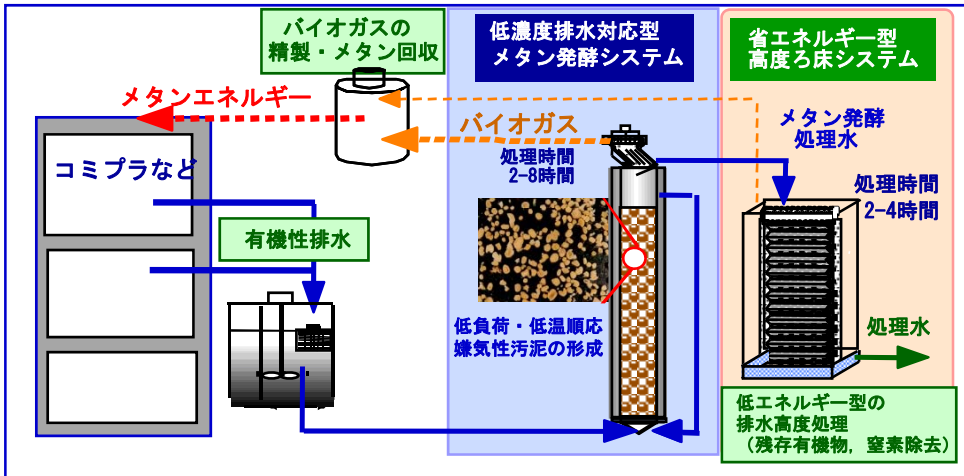 バイオガスの
精製・メタン回収
低濃度排水対応型
メタン発酵システム
省エネルギー型
高度ろ床システム
メタンエネルギー
バイオガス
メタン発酵
処理水
コミプラなど
処理時間
2-8時間
処理時間
2-4時間
有機性排水
低負荷・低温順応
嫌気性汚泥の形成
処理水
低エネルギー型の
排水高度処理
(残存有機物, 窒素除去)